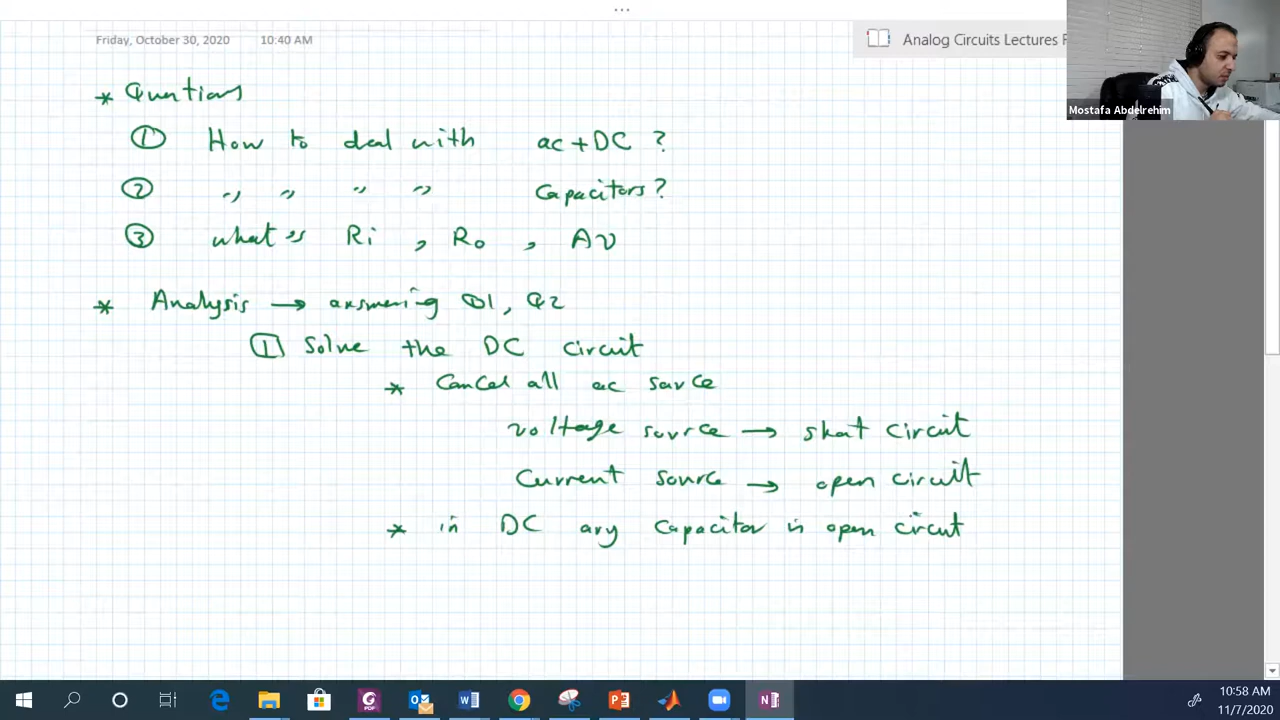 ...
Friday, October 30, 2020 10:40 AM
Analog Circuits Lectures F
Mostafa Abdelrehim
* Questions
① How to deal with ac+DC ?
② " " " " Capacitors?
③ what is Ri , Ro , Av
* Analysis → answering Q1, Q2
① Solve the DC circuit
* Cancel all ac source
voltage source → short circuit
Current source → open circuit
* in DC any Capacitor is open circuit
10:58 AM
11/7/2020